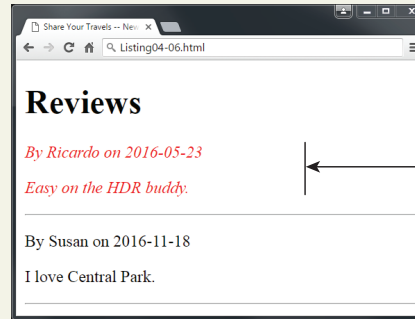 Share Your Travels -- New
Listing04-06.html
Reviews
By Ricardo on 2016-05-23
Easy on the HDR buddy.
By Susan on 2016-11-18
I love Central Park.